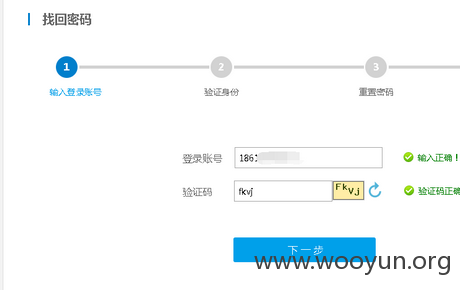 找回密码
1 2 3
输入登录账号 验证身份 重置密码
登录账号 186 输入正确！
验证码 fkvj FkVj 验证码正确
下一步
www.wooyun.org